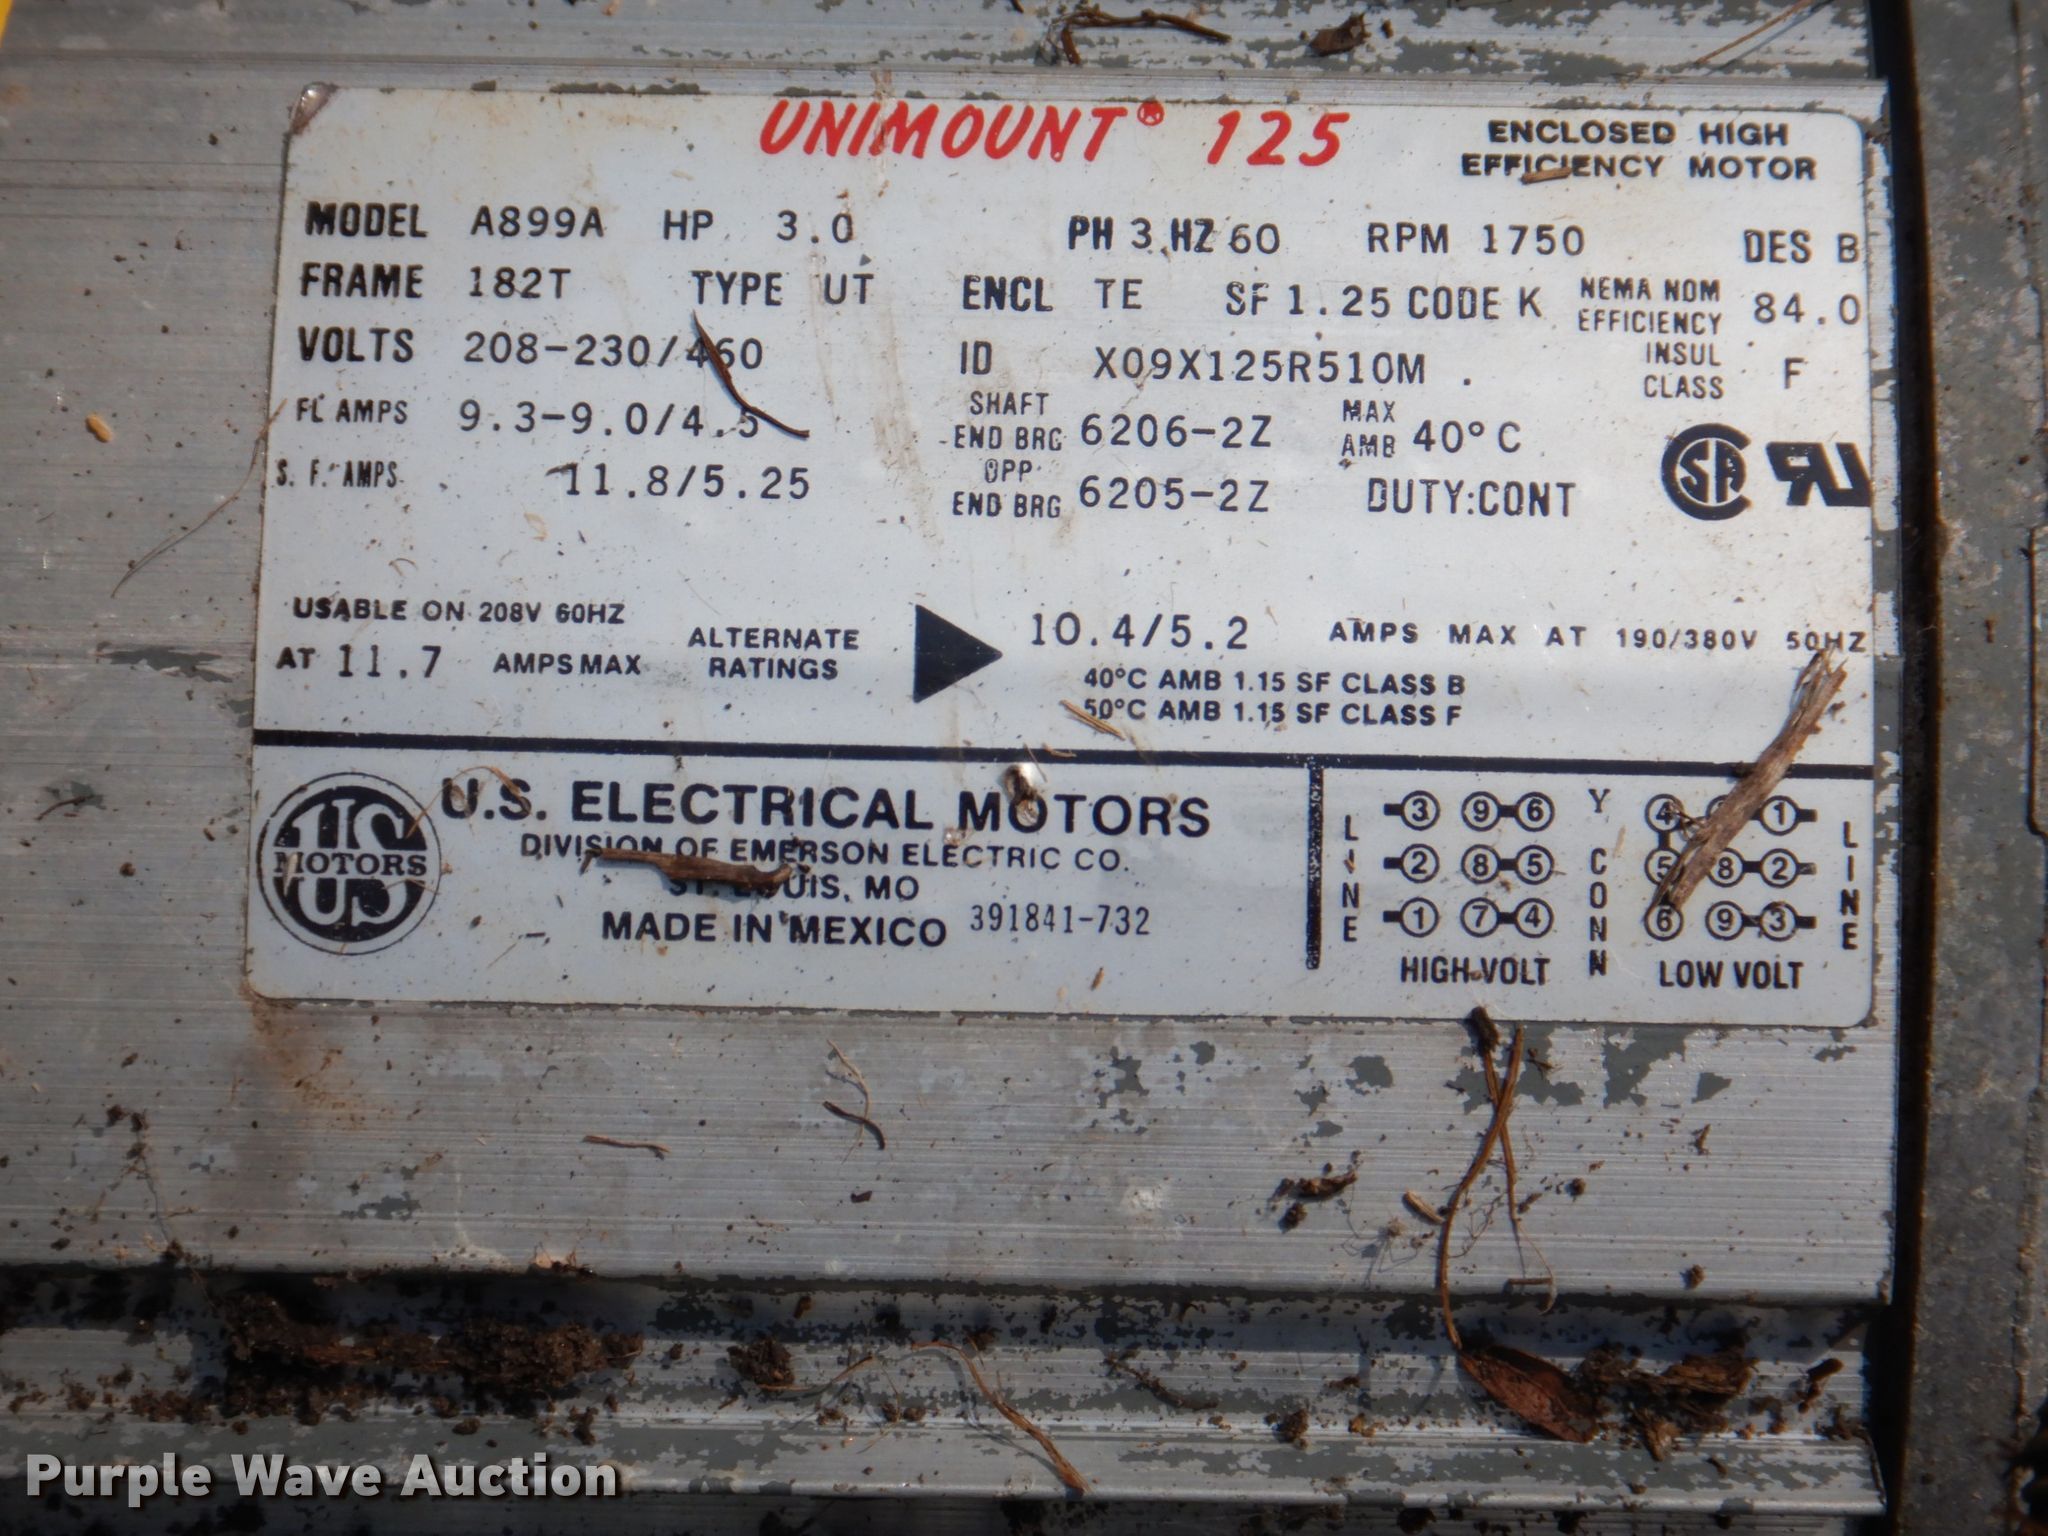 UNIMOUNT® 125
ENCLOSED HIGH
EFFICIENCY MOTOR
MODEL A899A HP 3.0 PH 3 HZ 60 RPM 1750 DES B
FRAME 182T TYPE UT ENCL TE SF 1.25 CODE K NEMA NOM EFFICIENCY 84.0
VOLTS 208-230/460 ID X09X125R510M INSUL CLASS F
FL AMPS 9.3-9.0/4.5 SHAFT END BRG 6206-2Z MAX AMB 40°C
S. F. AMPS 11.8/5.25 OPP END BRG 6205-2Z DUTY:CONT
SA
UR
USABLE ON 208V 60HZ
AT 11.7 AMPS MAX
ALTERNATE
RATINGS
10.4/5.2 AMPS MAX AT 190/380V 50HZ
40°C AMB 1.15 SF CLASS B
50°C AMB 1.15 SF CLASS F
US
MOTORS
U.S. ELECTRICAL MOTORS
DIVISION OF EMERSON ELECTRIC CO.
ST. LOUIS, MO
MADE IN MEXICO 391841-732
LINE
3 9 6
2 8 5
1 7 4
HIGH VOLT
Y CONN
4 1
5 8 2
6 9 3
LOW VOLT
LINE
Purple Wave Auction